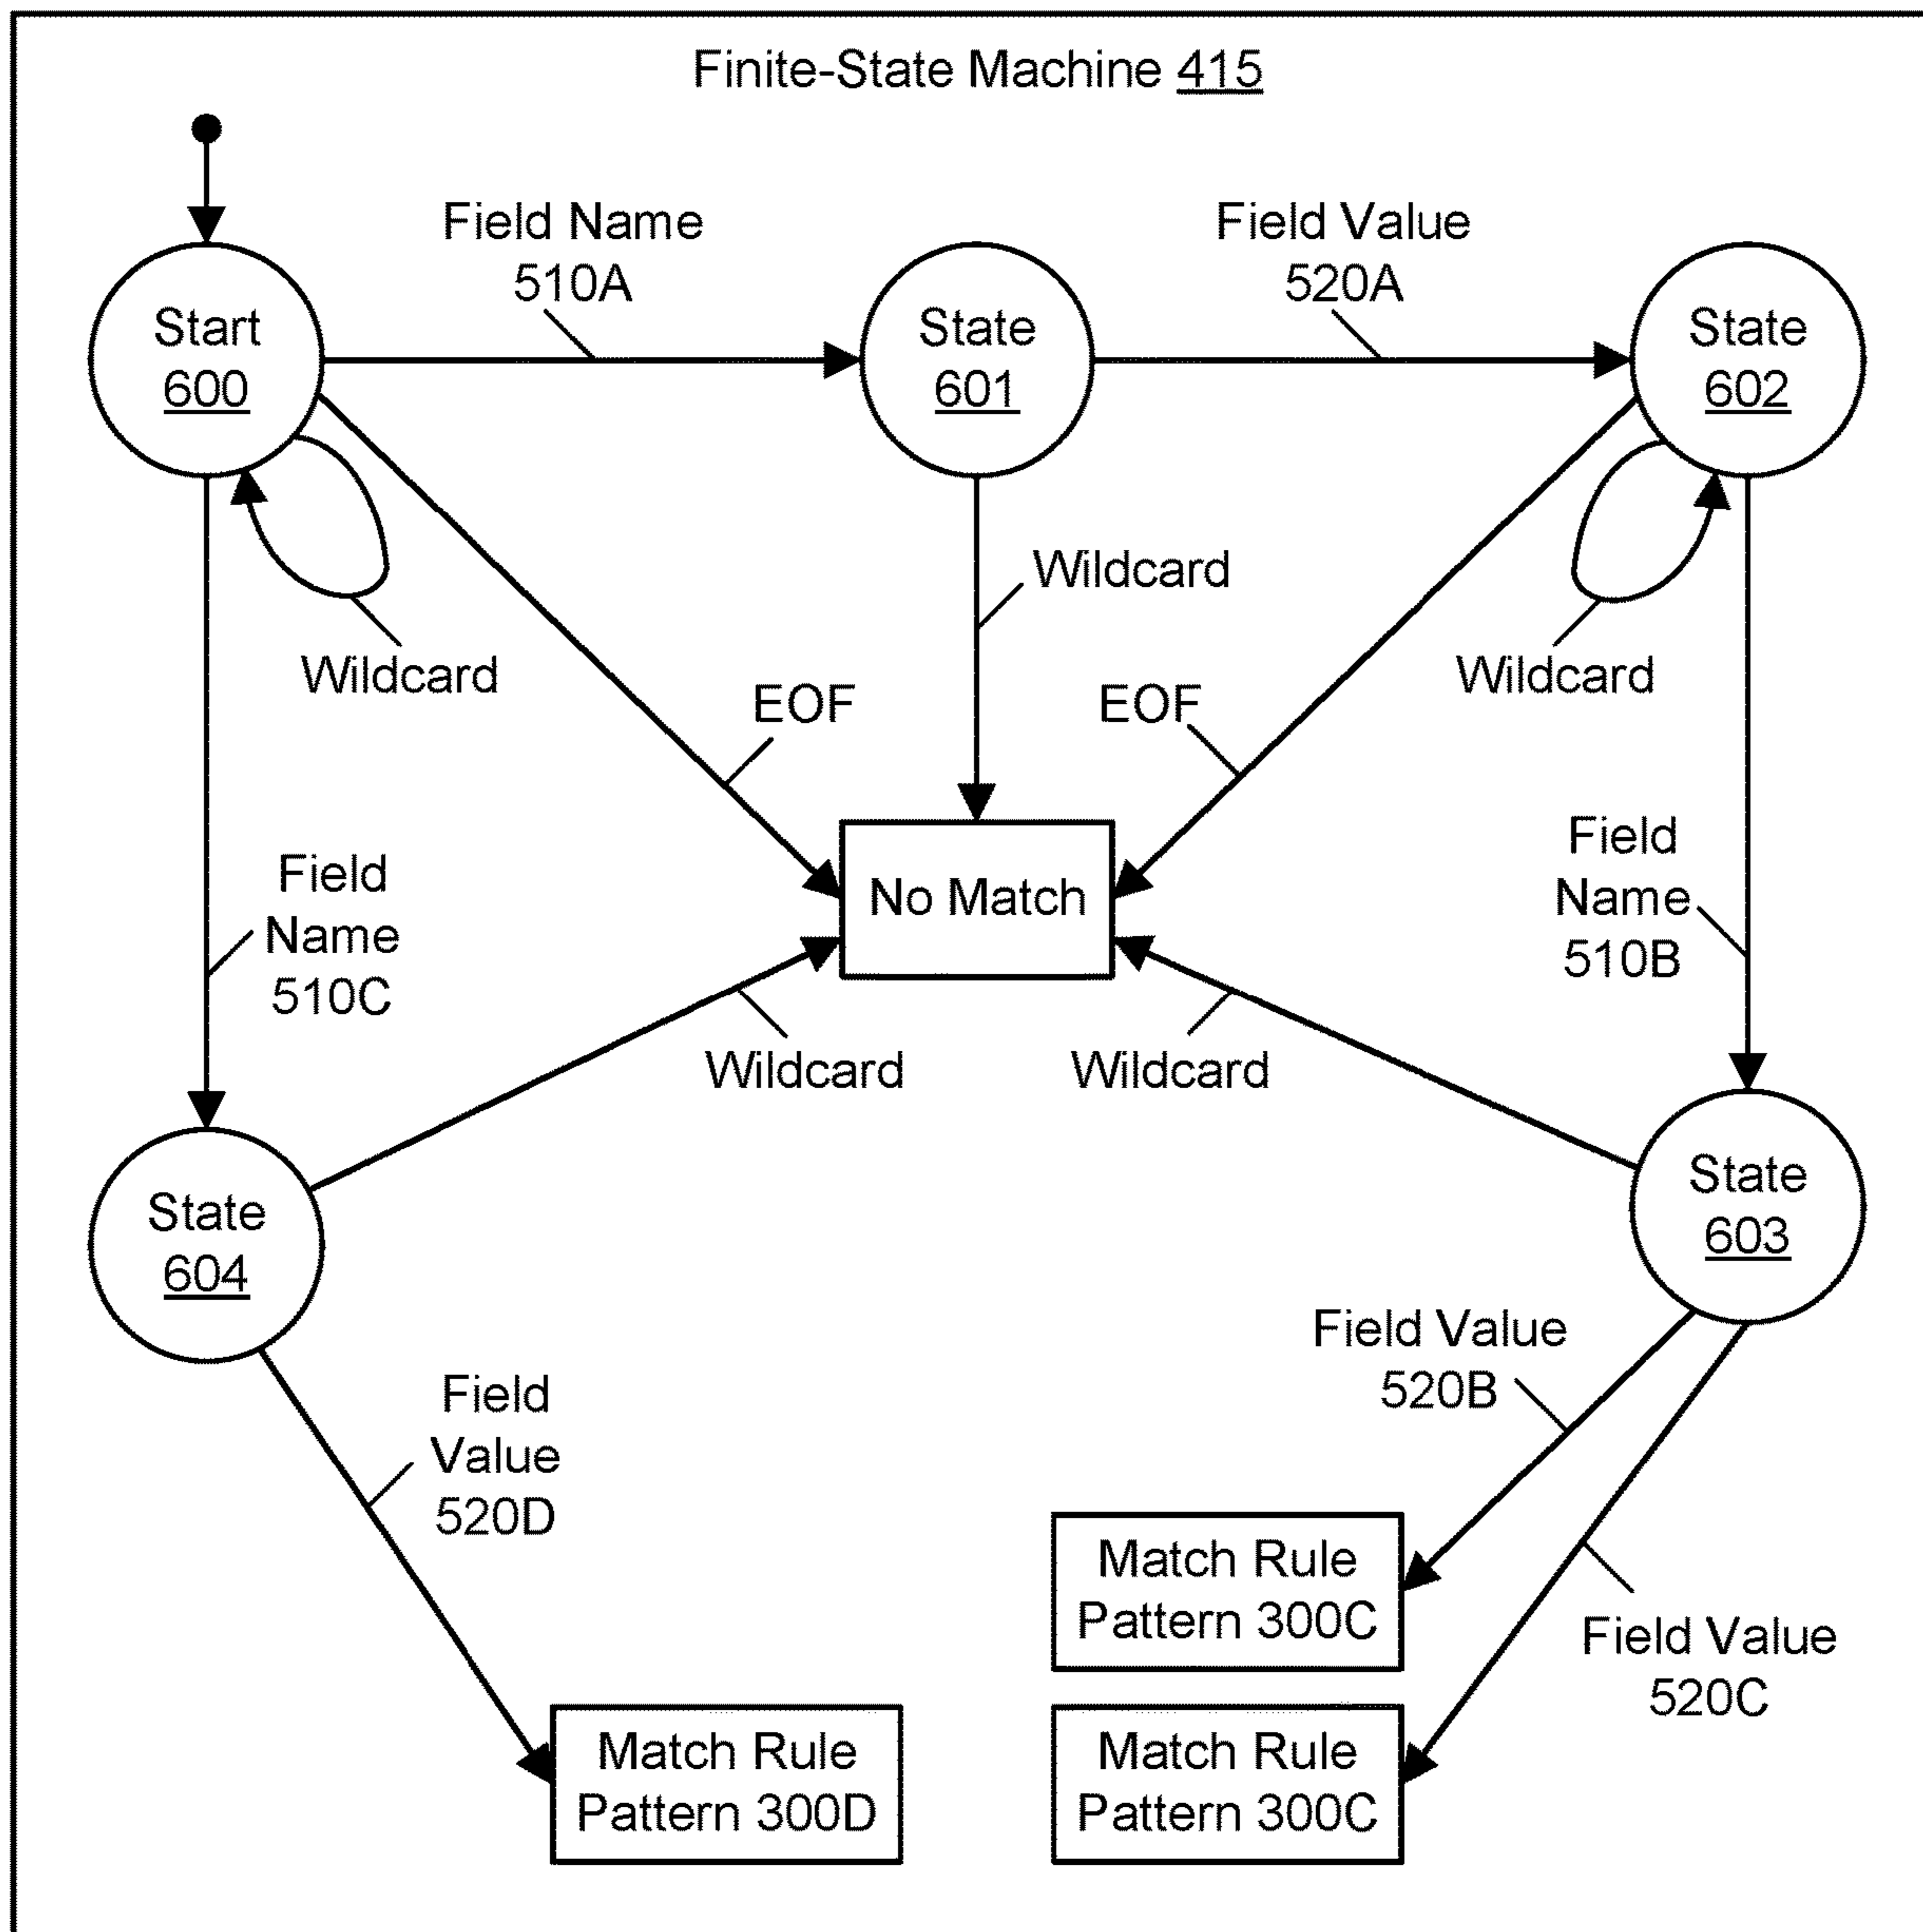 Finite-State Machine 415
Field Name
510A
Field Value
520A
Start
600
State
601
State
602
Wildcard
Wildcard
Wildcard
EOF
EOF
Field
Name
510C
No Match
Field
Name
510B
Wildcard
Wildcard
State
604
State
603
Field Value
520B
Field
Value
520D
Match Rule
Pattern 300C
Field Value
520C
Match Rule
Pattern 300D
Match Rule
Pattern 300C